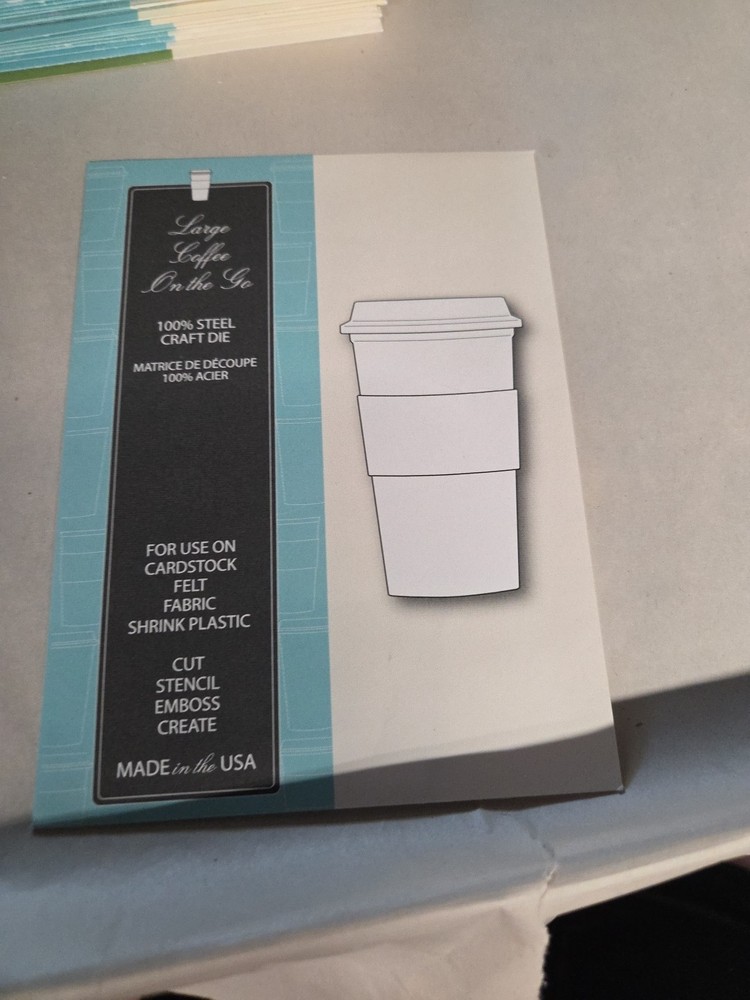 Large
Coffee
On the Go
100% STEEL
CRAFT DIE
MATRICE DE DÉCOUPE
100% ACIER
FOR USE ON
CARDSTOCK
FELT
FABRIC
SHRINK PLASTIC
CUT
STENCIL
EMBOSS
CREATE
MADE in the USA